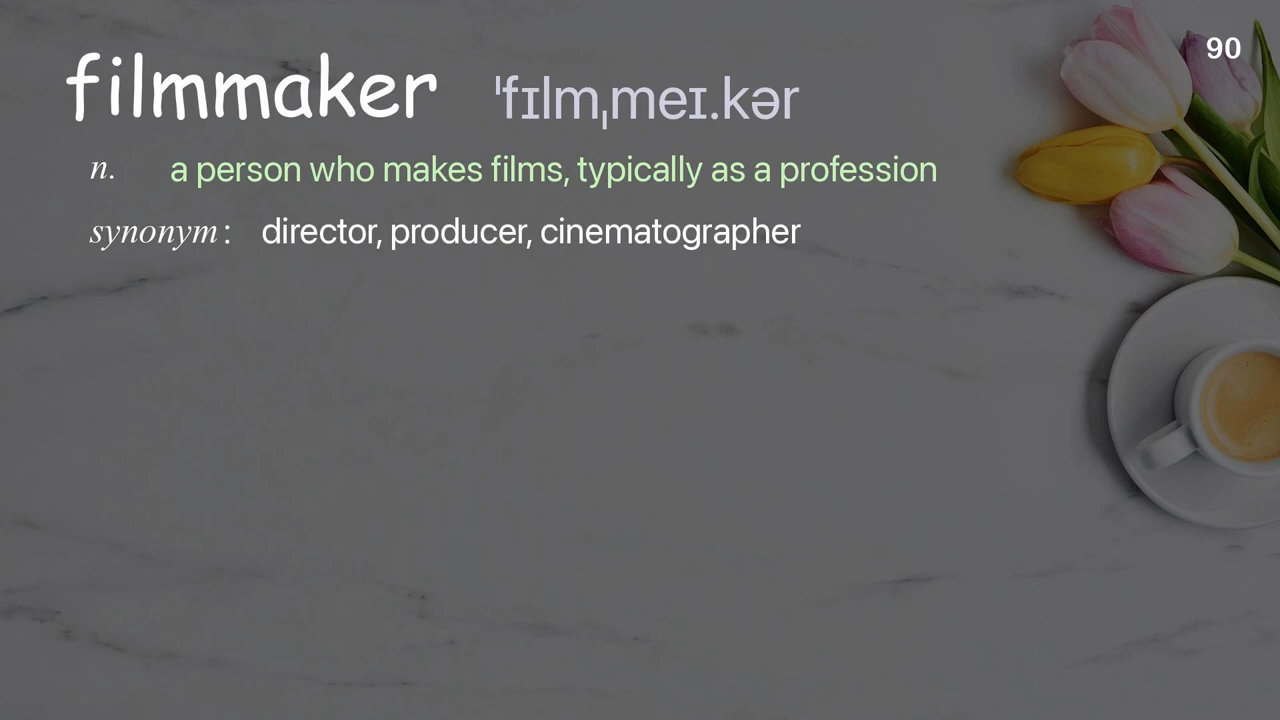 90
filmmaker ˈfɪlmˌmeɪ.kər
n. a person who makes films, typically as a profession
synonym: director, producer, cinematographer